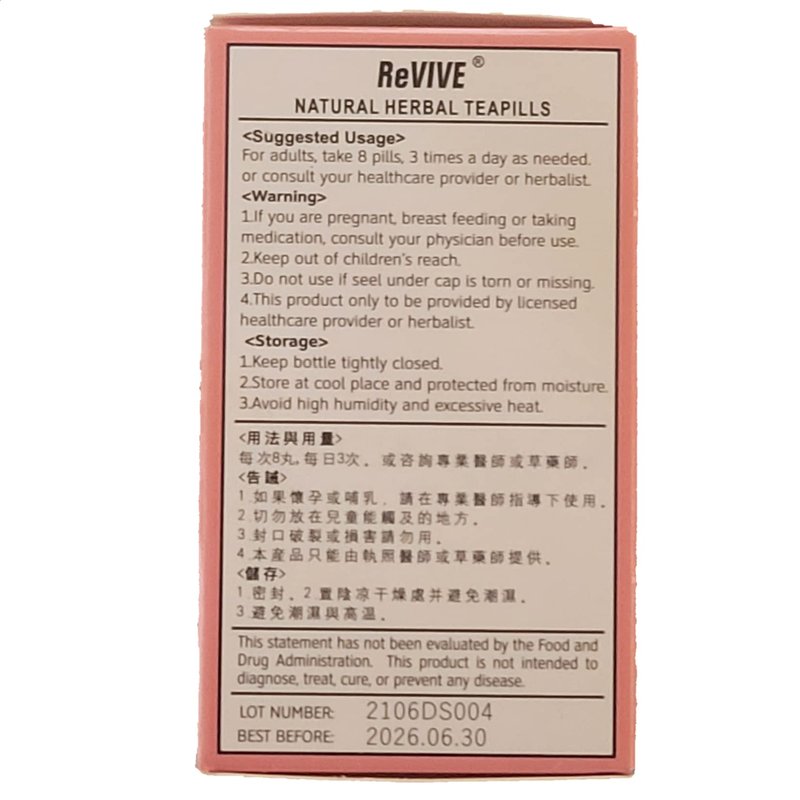 ReVIVE®
NATURAL HERBAL TEAPILLS
<Suggested Usage>
For adults, take 8 pills, 3 times a day as needed.
or consult your healthcare provider or herbalist.
<Warning>
1.If you are pregnant, breast feeding or taking
medication, consult your physician before use.
2.Keep out of children's reach.
3.Do not use if seel under cap is torn or missing.
4.This product only to be provided by licensed
healthcare provider or herbalist.
<Storage>
1.Keep bottle tightly closed.
2.Store at cool place and protected from moisture.
3.Avoid high humidity and excessive heat.
<用法與用量>
每次8丸,每日3次。或咨詢專業醫師或草藥師。
<告誡>
1.如果懷孕或哺乳,請在專業醫師指導下使用。
2.切勿放在兒童能觸及的地方。
3.封口破裂或損害請勿用。
4.本產品只能由執照醫師或草藥師提供。
<儲存>
1.密封。2.置陰凉干燥處并避免潮濕。
3.避免潮濕與高溫。
This statement has not been evaluated by the Food and
Drug Administration. This product is not intended to
diagnose, treat, cure, or prevent any disease.
LOT NUMBER: 2106DS004
BEST BEFORE: 2026.06.30